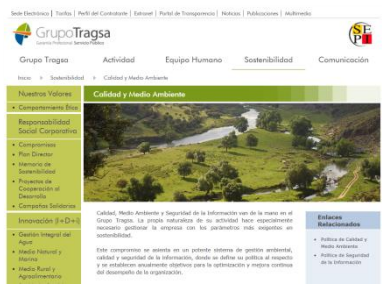 Sede Electrónica | Tarifas | Perfil del Contratante | Extranet | Portal de Transparencia | Noticias | Publicaciones | Multimedia
GrupoTragsa
SEPI
Grupo Tragsa Actividad Equipo Humano Sostenibilidad Comunicación
Inicio » Sostenibilidad » Calidad y Medio Ambiente
Nuestros Valores
Comportamiento Ético
Responsabilidad
Social Corporativa
Compromisos
Plan Director
Memoria de
Sostenibilidad
Proyectos de
Cooperación al
Desarrollo
Campañas Solidarias
Innovación (I+D+i)
Gestión Integral del
Agua
Medio Natural y
Marino
Medio Rural y
Agroalimentario
Calidad y Medio Ambiente
Calidad, Medio Ambiente y Seguridad de la Información van de la mano en el
Grupo Tragsa. La propia naturaleza de su actividad hace especialmente
necesario gestionar la empresa con los parámetros más exigentes en
sostenibilidad.
Este compromiso se asienta en un potente sistema de gestión ambiental,
calidad y seguridad de la información, donde se define su política al respecto
y se establecen anualmente objetivos para la optimización y mejora continua
del desempeño de la organización.
Enlaces
Relacionados
Política de Calidad y
Medio Ambiente
Política de Seguridad
de la Información